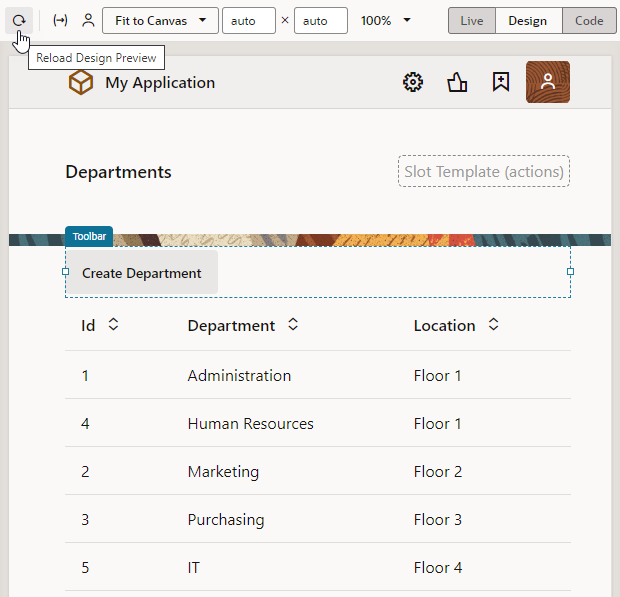 Fit to Canvas auto × auto 100% Live Design Code
Reload Design Preview
My Application
Departments Slot Template (actions)
Toolbar
Create Department
Id Department Location
1 Administration Floor 1
4 Human Resources Floor 1
2 Marketing Floor 2
3 Purchasing Floor 3
5 IT Floor 4